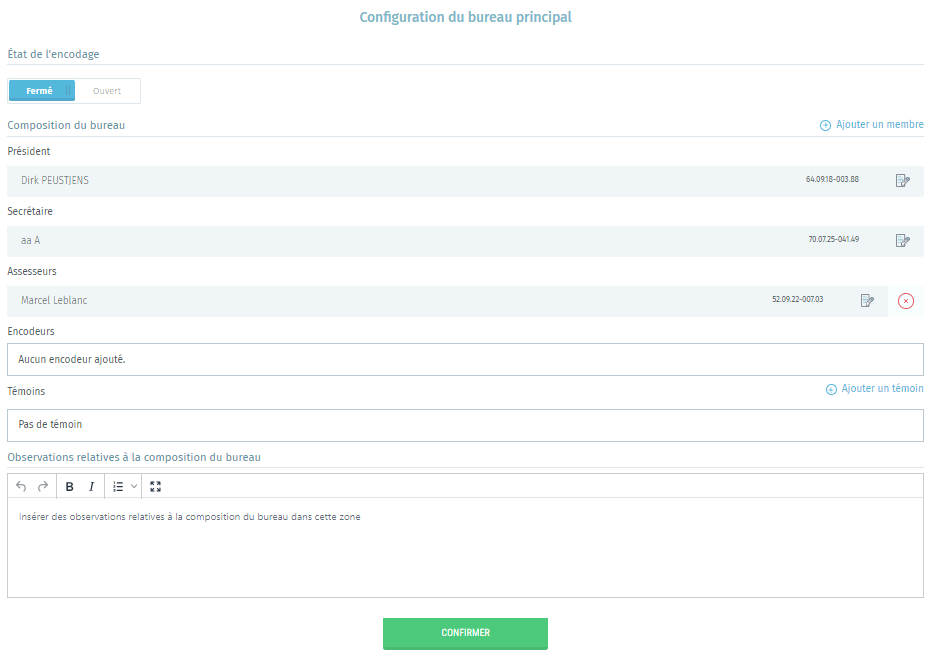 Configuration du bureau principal
État de l'encodage
Fermé Ouvert
Composition du bureau Ajouter un membre
Président
Dirk PEUSTJENS 64.09.18-003.88
Secrétaire
aa A 70.07.25-041.49
Assesseurs
Marcel Leblanc 52.09.22-007.03
Encodeurs
Aucun encodeur ajouté.
Témoins Ajouter un témoin
Pas de témoin
Observations relatives à la composition du bureau
B I
Insérer des observations relatives à la composition du bureau dans cette zone
CONFIRMER